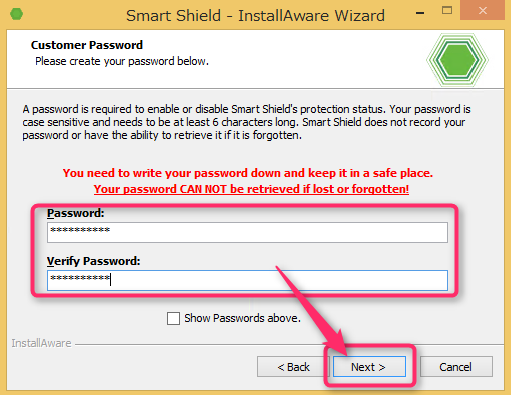 Smart Shield - InstallAware Wizard
Customer Password
Please create your password below.
A password is required to enable or disable Smart Shield's protection status. Your password is
case sensitive and needs to be at least 6 characters long. Smart Shield does not record your
password or have the ability to retrieve it if it is forgotten.
You need to write your password down and keep it in a safe place.
Your password CAN NOT be retrieved if lost or forgotten!
Password:
**********
Verify Password:
**********
Show Passwords above.
InstallAware
< Back Next > Cancel